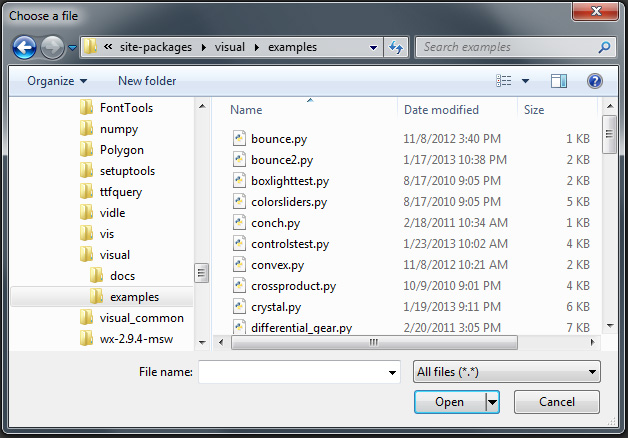 Choose a file
« site-packages visual examples
Search examples
Organize New folder
FontTools
numpy
Polygon
setuptools
ttfquery
vidle
vis
visual
docs
examples
visual_common
wx-2.9.4-msw
Name Date modified Size
bounce.py 11/8/2012 3:40 PM 1 KB
bounce2.py 1/17/2013 10:38 PM 2 KB
boxlighttest.py 8/17/2010 9:05 PM 2 KB
colorsliders.py 8/17/2010 9:05 PM 5 KB
conch.py 2/18/2011 10:34 AM 1 KB
controlstest.py 1/23/2013 10:02 AM 4 KB
convex.py 11/8/2012 10:21 AM 2 KB
crossproduct.py 10/9/2010 9:01 PM 4 KB
crystal.py 1/19/2013 9:11 PM 6 KB
differential_gear.py 2/20/2011 3:05 PM 7 KB
File name: All files (*.*)
Open Cancel